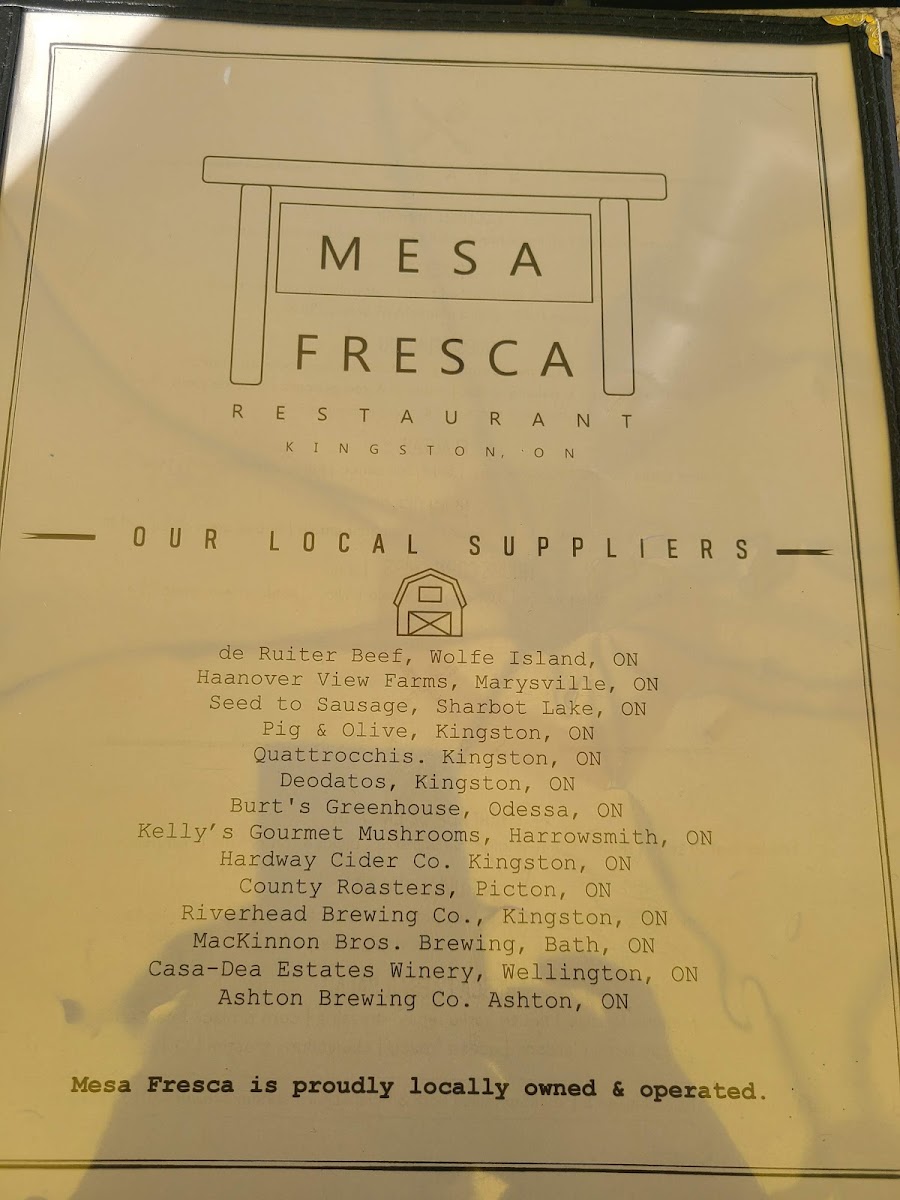 MESA
FRESCA
RESTAURANT
KINGSTON, ON
OUR LOCAL SUPPLIERS
de Ruiter Beef, Wolfe Island, ON
Haanover View Farms, Marysville, ON
Seed to Sausage, Sharbot Lake, ON
Pig & Olive, Kingston, ON
Quattrocchis. Kingston, ON
Deodatos, Kingston, ON
Burt's Greenhouse, Odessa, ON
Kelly's Gourmet Mushrooms, Harrowsmith, ON
Hardway Cider Co. Kingston, ON
County Roasters, Picton, ON
Riverhead Brewing Co., Kingston, ON
MacKinnon Bros. Brewing, Bath, ON
Casa-Dea Estates Winery, Wellington, ON
Ashton Brewing Co. Ashton, ON
Mesa Fresca is proudly locally owned & operated.